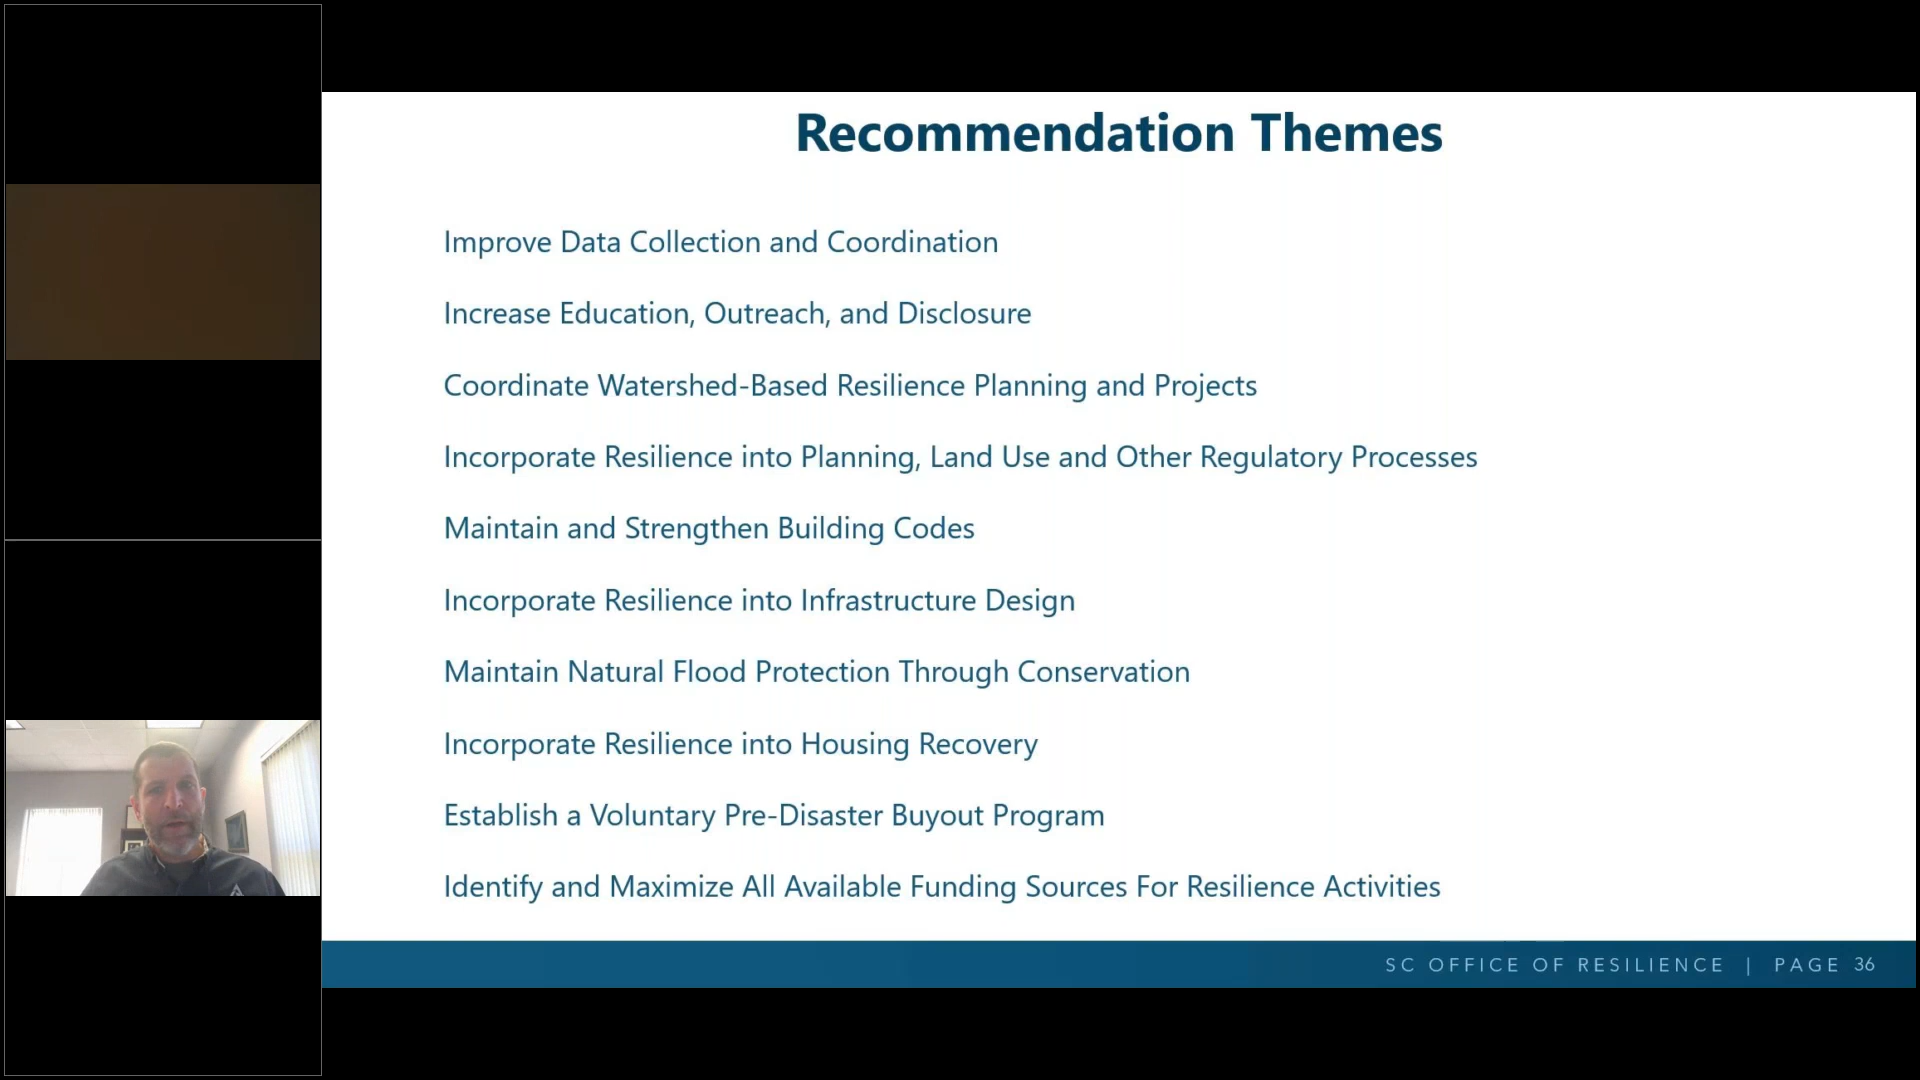 Recommendation Themes
Improve Data Collection and Coordination
Increase Education, Outreach, and Disclosure
Coordinate Watershed-Based Resilience Planning and Projects
Incorporate Resilience into Planning, Land Use and Other Regulatory Processes
Maintain and Strengthen Building Codes
Incorporate Resilience into Infrastructure Design
Maintain Natural Flood Protection Through Conservation
Incorporate Resilience into Housing Recovery
Establish a Voluntary Pre-Disaster Buyout Program
Identify and Maximize All Available Funding Sources For Resilience Activities
SC OFFICE OF RESILIENCE | PAGE 36